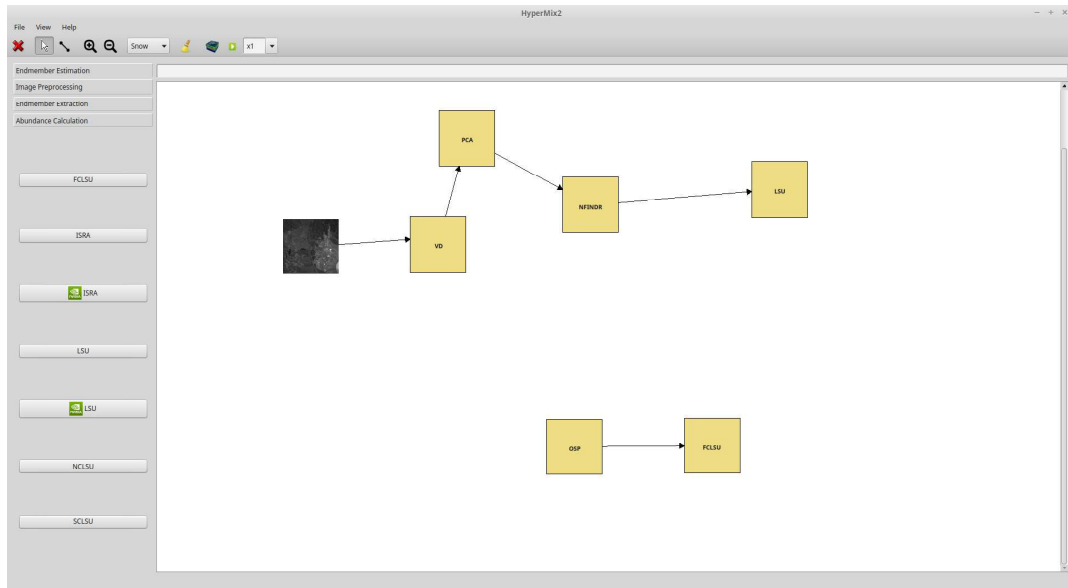 HyperMix2
File View Help
Snow x1
Endmember Estimation
Image Preprocessing
Endmember Extraction
Abundance Calculation
FCLSU
ISRA
ISRA
LSU
LSU
NCLSU
SCLSU
PCA
NFINDR
LSU
VD
OSP
FCLSU